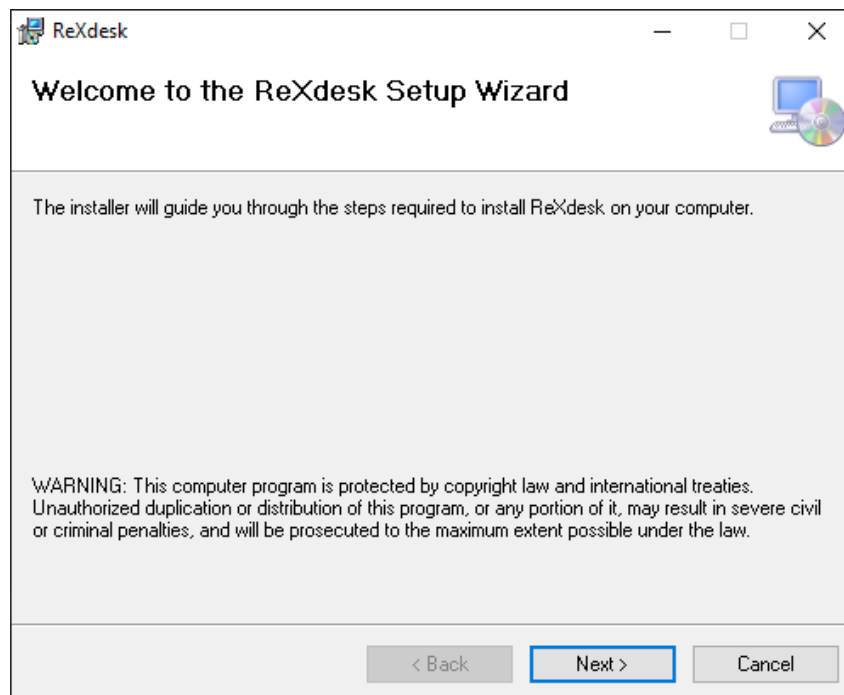 ReXdesk
Welcome to the ReXdesk Setup Wizard
The installer will guide you through the steps required to install ReXdesk on your computer.
WARNING: This computer program is protected by copyright law and international treaties.
Unauthorized duplication or distribution of this program, or any portion of it, may result in severe civil
or criminal penalties, and will be prosecuted to the maximum extent possible under the law.
< Back
Next >
Cancel